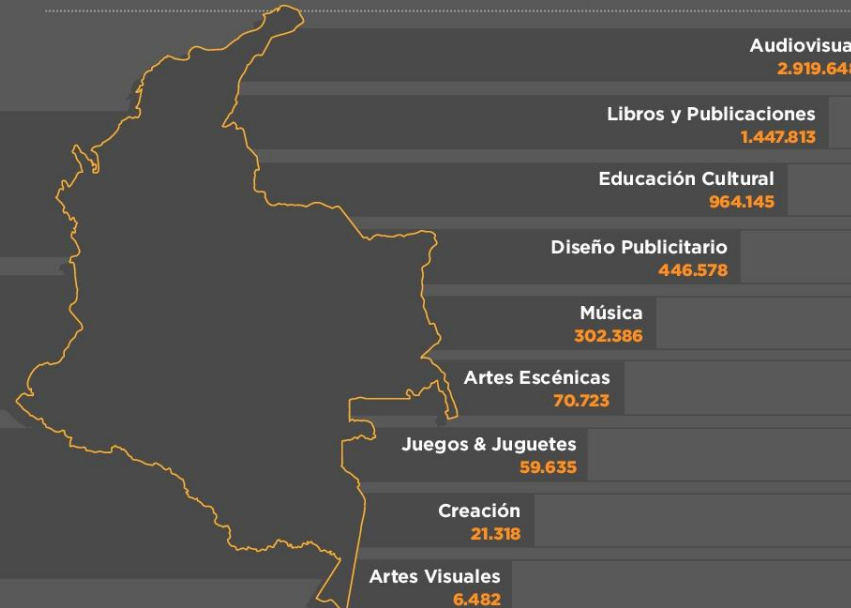 Audiovisua
2.919.648
Libros y Publicaciones
1.447.813
Educación Cultural
964.145
Diseño Publicitario
446.578
Música
302.386
Artes Escénicas
70.723
Juegos & Juguetes
59.635
Creación
21.318
Artes Visuales
6.482